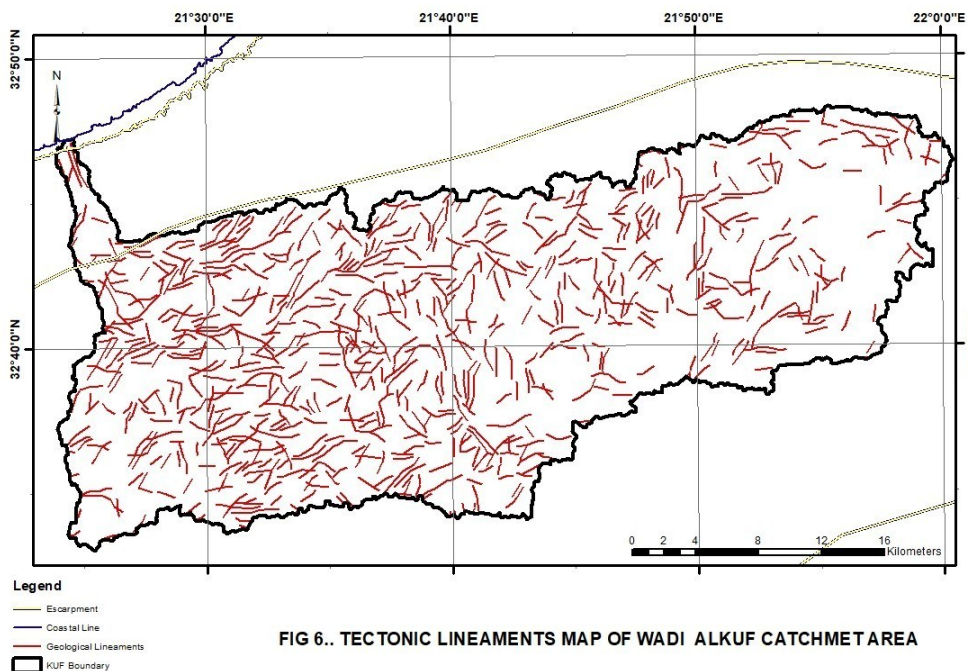 21°30'0"E 21°40'0"E 21°50'0"E 22°0'0"E
32°50'0"N
N
32°40'0"N
0 2 4 8 12 16
Kilometers
Legend
Escarpment
Coastal Line
Geological Lineaments
KUF Boundary
FIG 6.. TECTONIC LINEAMENTS MAP OF WADI ALKUF CATCHMET AREA